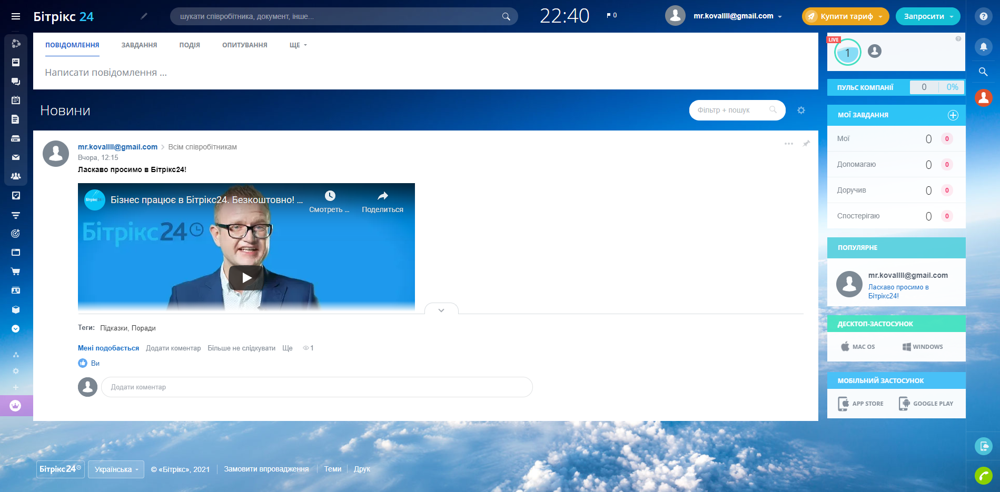 Бітрікс 24
шукати співробітника, документ, інше...
22:40
0
mr.kovallll@gmail.com
Купити тариф
Запросити
ПОВІДОМЛЕННЯ
ЗАВДАННЯ
ПОДІЯ
ОПИТУВАННЯ
ЩЕ
Написати повідомлення ...
LIVE
1
ПУЛЬС КОМПАНІЇ
0
0%
Новини
Фільтр + пошук
МОЇ ЗАВДАННЯ
Мої
0
0
Допомагаю
0
0
Доручив
0
0
Спостерігаю
0
0
mr.kovallll@gmail.com
Всім співробітникам
Вчора, 12:15
Ласкаво просимо в Бітрікс24!
Бітрікс24
Бізнес працює в Бітрікс24. Безкоштовно! ...
Смотреть ...
Поделиться
Бітрікс24
ПОПУЛЯРНЕ
mr.kovallll@gmail.com
Ласкаво просимо в
Бітрікс24!
Теги: Підказки, Поради
Мені подобається
Додати коментар
Більше не слідкувати
Ще
1
Ви
Додати коментар
ДЕСКТОП-ЗАСТОСУНОК
MAC OS
WINDOWS
МОБІЛЬНИЙ ЗАСТОСУНОК
APP STORE
GOOGLE PLAY
Бітрікс24
Українська
© «Бітрікс», 2021
Замовити впровадження
Теми
Друк